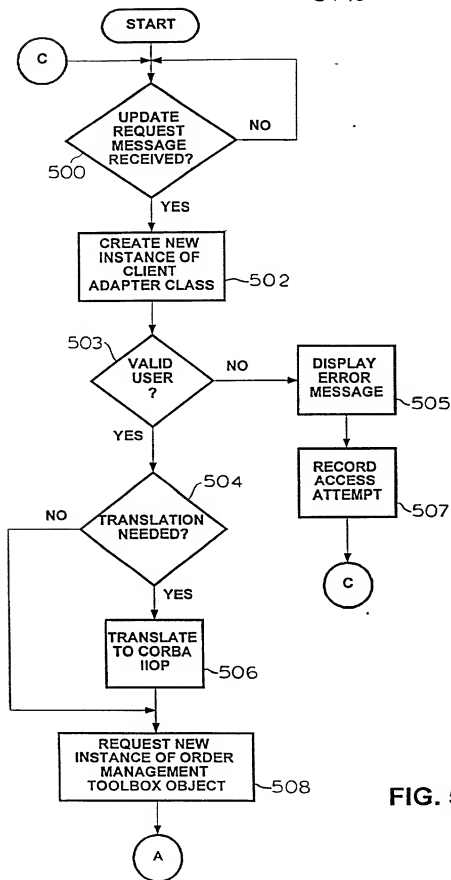 START
C
UPDATE
REQUEST
MESSAGE
RECEIVED?
NO
500
YES
CREATE NEW
INSTANCE OF
CLIENT
ADAPTER CLASS
502
503
VALID
USER
?
NO
DISPLAY
ERROR
MESSAGE
505
YES
RECORD
ACCESS
ATTEMPT
507
504
NO
TRANSLATION
NEEDED?
C
YES
TRANSLATE
TO CORBA
IIOP
506
REQUEST NEW
INSTANCE OF ORDER
MANAGEMENT
TOOLBOX OBJECT
508
FIG.
A